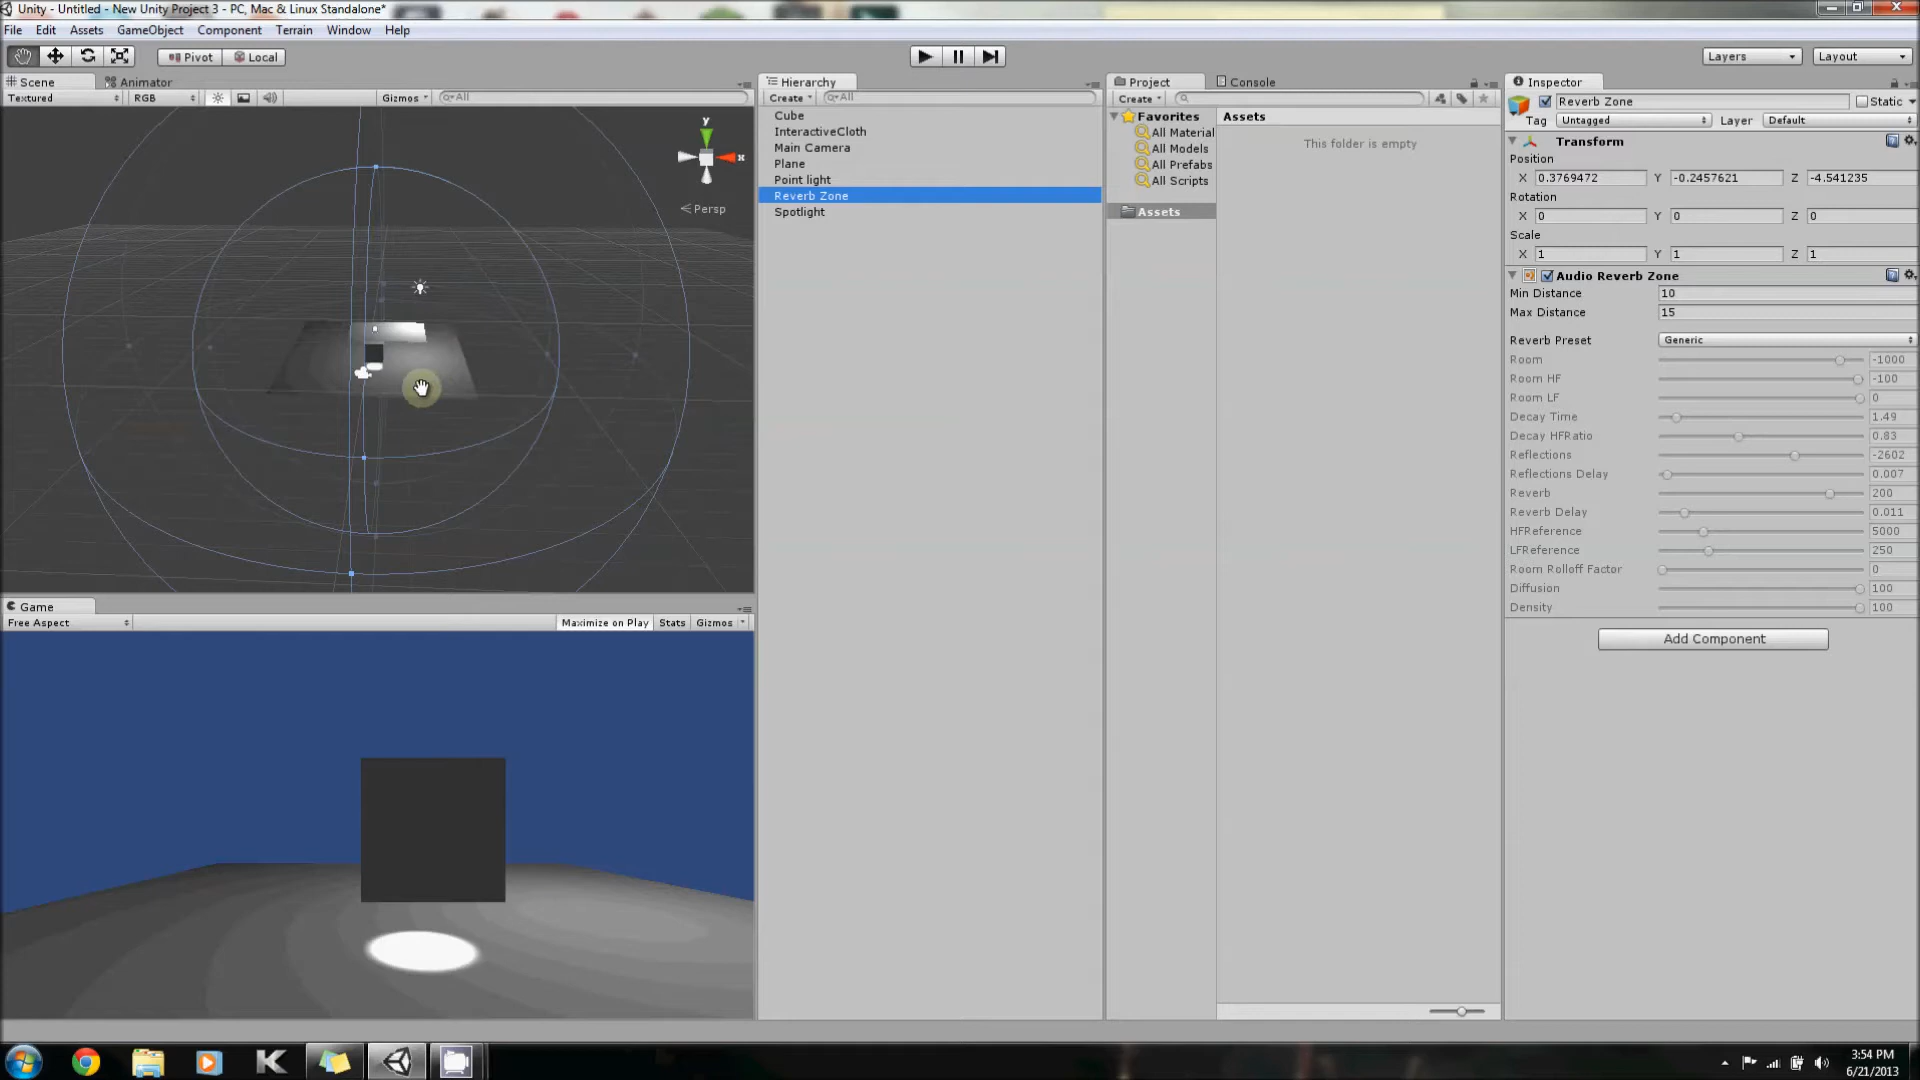 Unity - Untitled - New Unity Project 3 - PC, Mac & Linux Standalone*
File Edit Assets GameObject Component Terrain Window Help
Pivot Local Layers Layout
Scene Animator
Textured RGB Gizmos All
y
x
Persp
Game
Free Aspect Maximize on Play Stats Gizmos
Hierarchy
Create All
Cube
InteractiveCloth
Main Camera
Plane
Point light
Reverb Zone
Spotlight
Project Console
Create
Favorites
All Material
All Models
All Prefabs
All Scripts
Assets
Assets
This folder is empty
Inspector
Reverb Zone Static
Tag Untagged Layer Default
Transform
Position
X 0.3769472 Y -0.2457621 Z -4.541235
Rotation
X 0 Y 0 Z 0
Scale
X 1 Y 1 Z 1
Audio Reverb Zone
Min Distance 10
Max Distance 15
Reverb Preset Generic
Room -1000
Room HF -100
Room LF 0
Decay Time 1.49
Decay HFRatio 0.83
Reflections -2602
Reflections Delay 0.007
Reverb 200
Reverb Delay 0.011
HFReference 5000
LFReference 250
Room Rolloff Factor 0
Diffusion 100
Density 100
Add Component
3:54 PM
6/21/2013